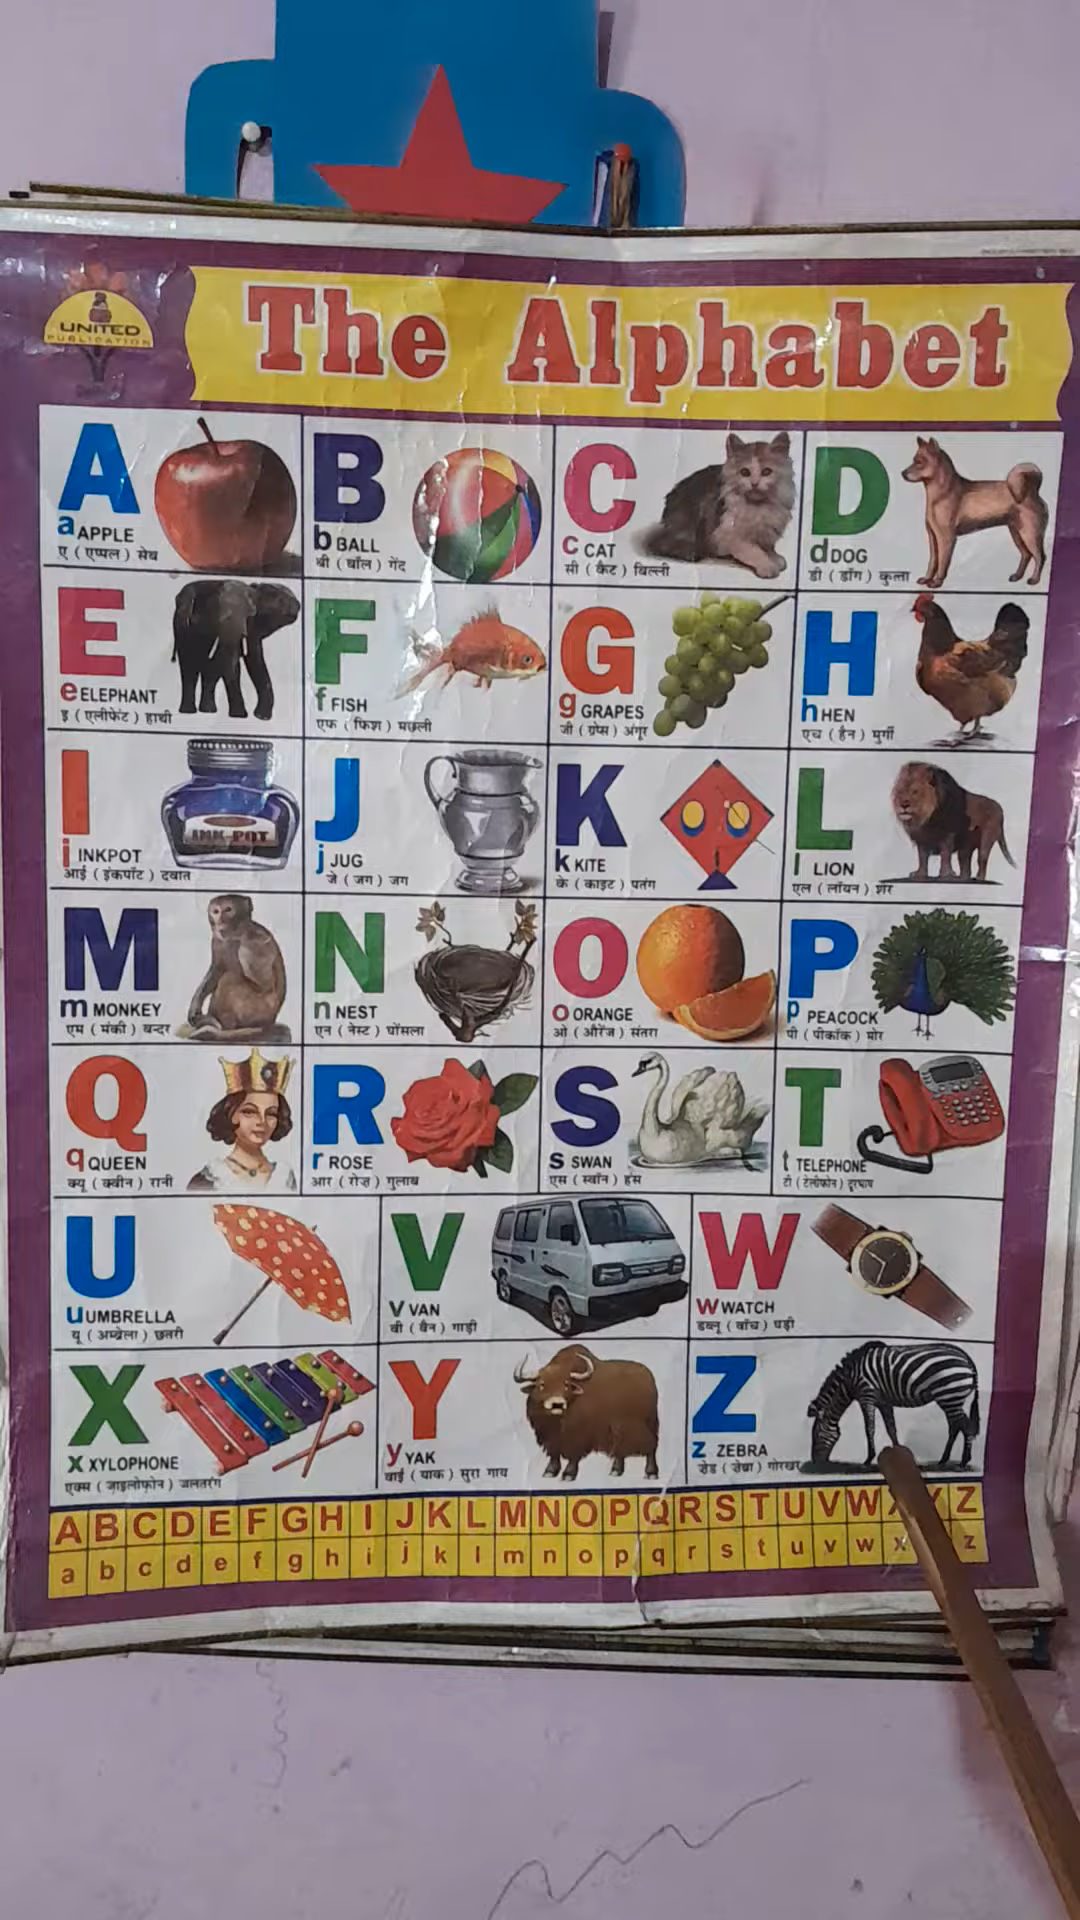 UNITED
PUBLICATION
The Alphabet
A
a APPLE
ए ( एप्पल ) सेब
B
b BALL
बी ( बॉल ) गेंद
C
c CAT
सी ( कैट ) बिल्ली
D
d DOG
डी ( डॉग ) कुत्ता
E
e ELEPHANT
इ ( एलीफेंट ) हाथी
F
f FISH
एफ ( फिश ) मछली
G
g GRAPES
जी ( ग्रेप्स ) अंगूर
H
h HEN
एच ( हैन ) मुर्गी
I
i INKPOT
आई ( इंकपॉट ) दवात
INK-POT
J
j JUG
जे ( जग ) जग
K
k KITE
के ( काइट ) पतंग
L
l LION
एल ( लॉयन ) शेर
M
m MONKEY
एम ( मंकी ) बन्दर
N
n NEST
एन ( नेस्ट ) घोंसला
O
o ORANGE
ओ ( औरेंज ) संतरा
P
p PEACOCK
पी ( पीकॉक ) मोर
Q
q QUEEN
क्यू ( क्वीन ) रानी
R
r ROSE
आर ( रोज़ ) गुलाब
S
s SWAN
एस ( स्वॉन ) हंस
T
t TELEPHONE
टी ( टेलीफोन ) दूरभाष
U
u UMBRELLA
यू ( अम्ब्रेला ) छतरी
V
v VAN
वी ( वैन ) गाड़ी
W
w WATCH
डब्लू ( वॉच ) घड़ी
X
x XYLOPHONE
एक्स ( ज़ाइलोफ़ोन ) जलतरंग
Y
y YAK
वाई ( याक ) सुरा गाय
Z
z ZEBRA
ज़ेड ( ज़ेब्रा ) गोरखर
A B C D E F G H I J K L M N O P Q R S T U V W X Y Z
a b c d e f g h i j k l m n o p q r s t u v w x z